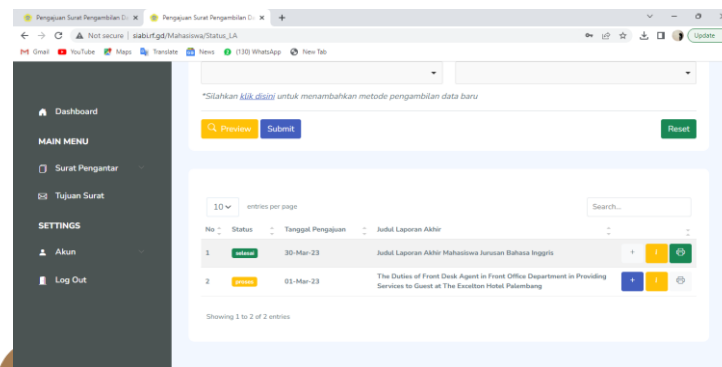 Pengajuan Surat Pengambilan Da
Pengajuan Surat Pengambilan Da
Not secure | siabi.rf.gd/Mahasiswa/Status_LA
Update
Gmail YouTube Maps Translate News (130) WhatsApp New Tab
Dashboard
MAIN MENU
Surat Pengantar
Tujuan Surat
SETTINGS
Akun
Log Out
*Silahkan klik disini untuk menambahkan metode pengambilan data baru
Preview Submit Reset
10 entries per page Search...
No Status Tanggal Pengajuan Judul Laporan Akhir
1 selesai 30-Mar-23 Judul Laporan Akhir Mahasiswa Jurusan Bahasa Inggris + !
2 proses 01-Mar-23 The Duties of Front Desk Agent in Front Office Department in Providing
Services to Guest at The Excelton Hotel Palembang + !
Showing 1 to 2 of 2 entries